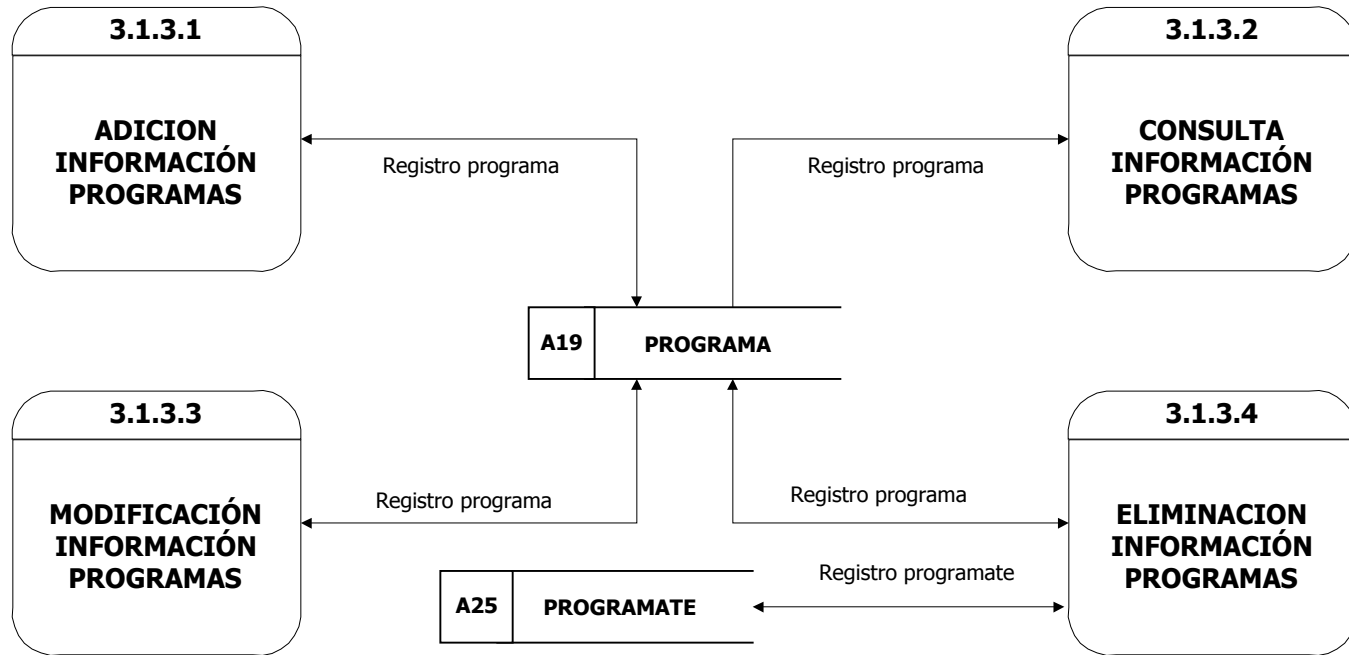 3.1.3.1
ADICION
INFORMACIÓN
PROGRAMAS
3.1.3.2
CONSULTA
INFORMACIÓN
PROGRAMAS
Registro programa
Registro programa
A19
PROGRAMA
3.1.3.3
MODIFICACIÓN
INFORMACIÓN
PROGRAMAS
3.1.3.4
ELIMINACION
INFORMACIÓN
PROGRAMAS
Registro programa
Registro programa
Registro programate
A25
PROGRAMATE